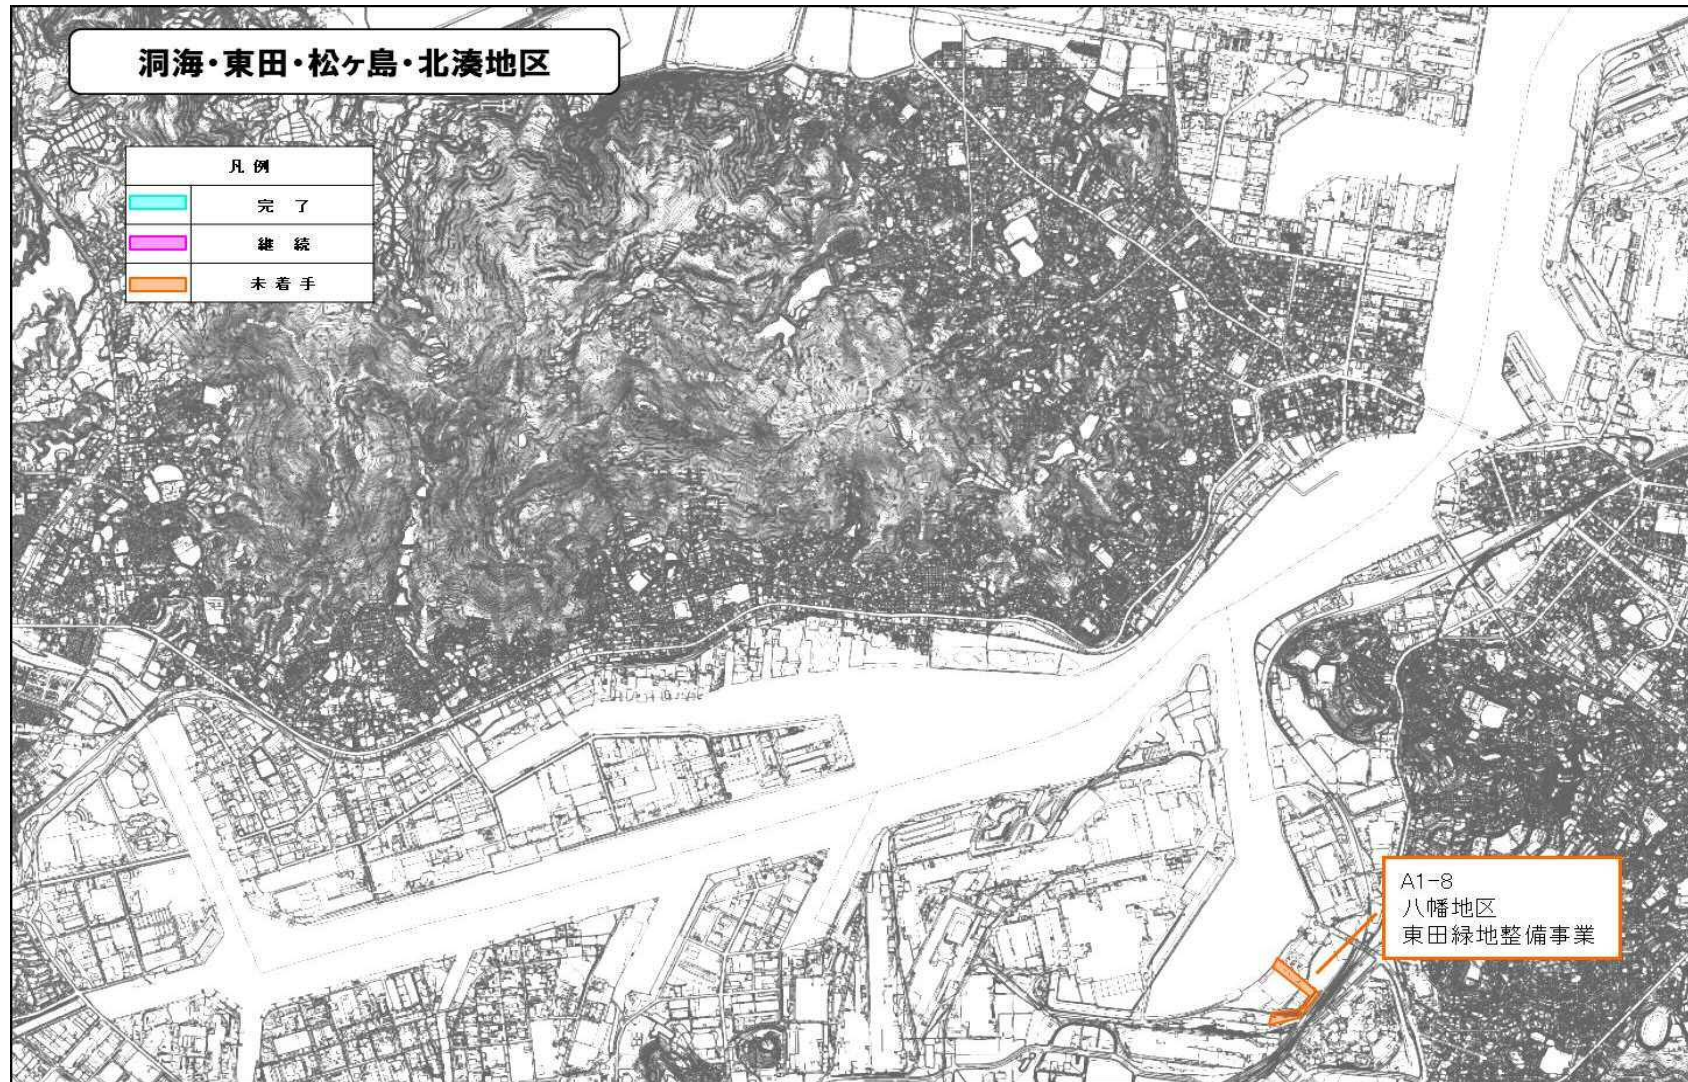 洞海・東田・松ヶ島・北湊地区
凡例
完了
継続
未着手
A1-8
八幡地区
東田緑地整備事業